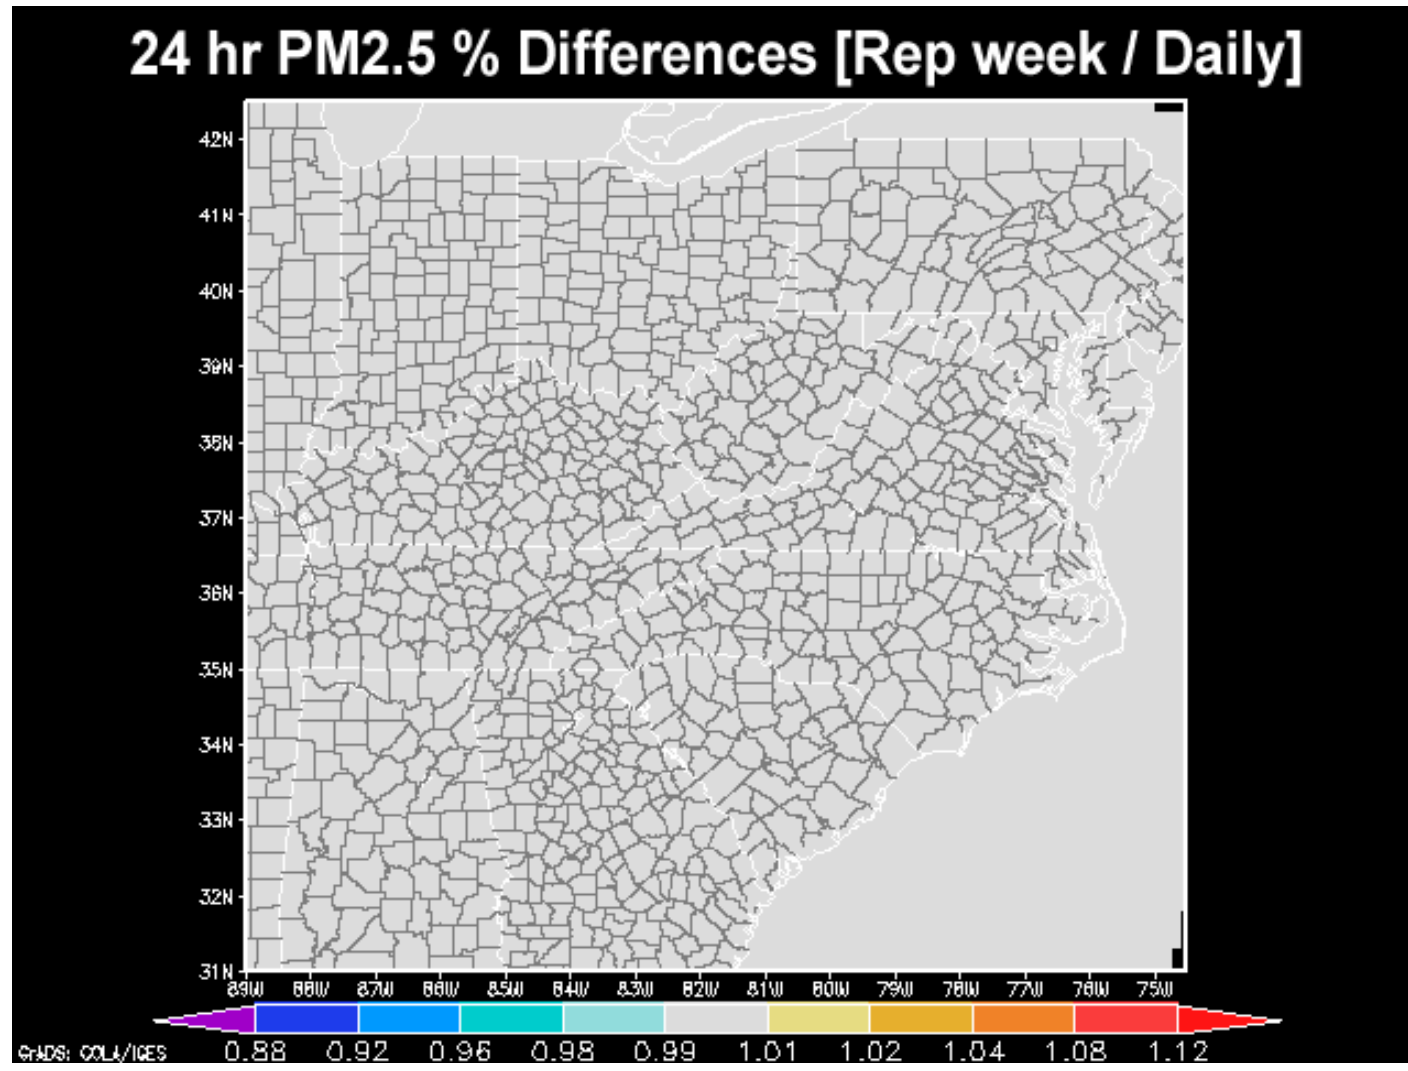 24 hr PM2.5 % Differences [Rep week / Daily]
42N
41N
40N
39N
38N
37N
36N
35N
34N
33N
32N
31N
89W 88W 87W 86W 85W 84W 83W 82W 81W 80W 79W 78W 77W 76W 75W
GrADS: COLA/IGES
0.88 0.92 0.96 0.98 0.99 1.01 1.02 1.04 1.08 1.12